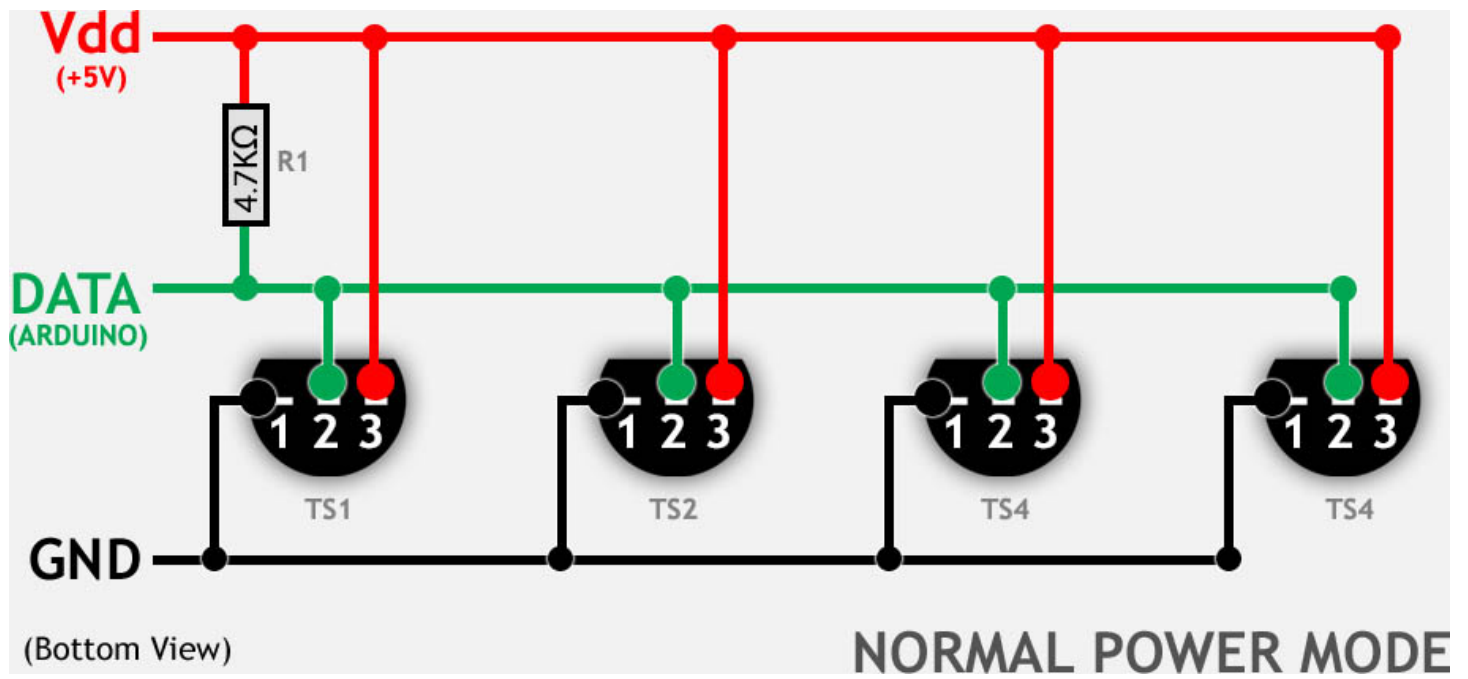 Vdd
(+5V)
4.7KΩ
R1
DATA
(ARDUINO)
1 2 3
1 2 3
1 2 3
1 2 3
TS1
TS2
TS4
TS4
GND
(Bottom View)
NORMAL POWER MODE